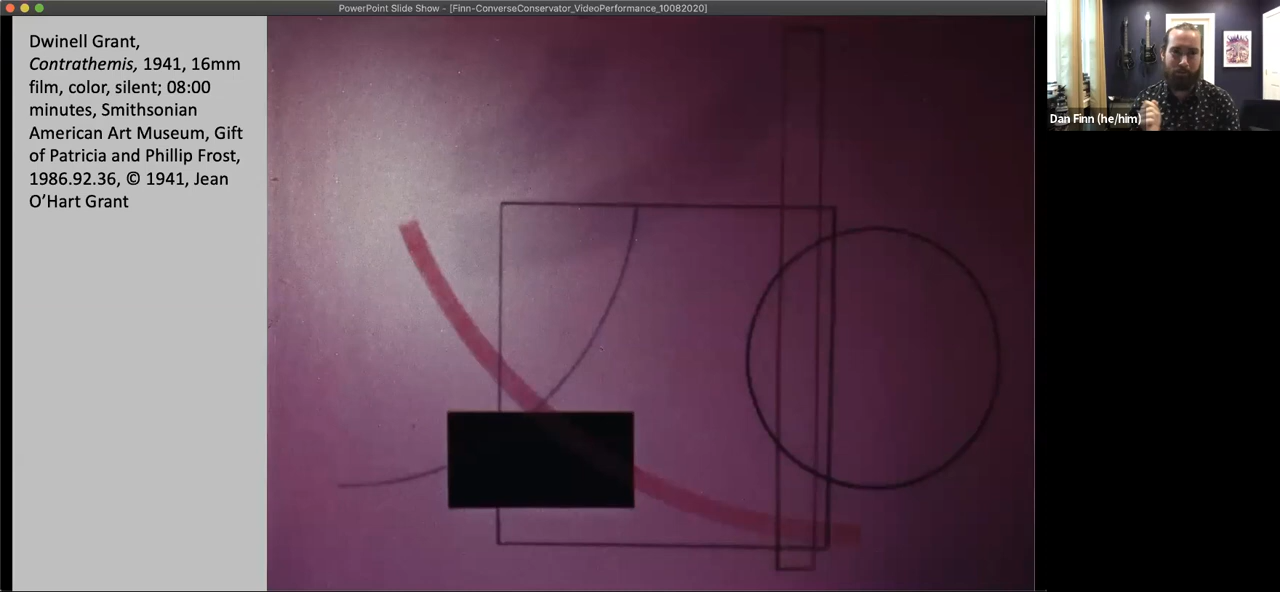 PowerPoint Slide Show - [Finn-ConverseConservator_VideoPerformance_10082020]
Dwinell Grant,
Contrathemis, 1941, 16mm
film, color, silent; 08:00
minutes, Smithsonian
American Art Museum, Gift
of Patricia and Phillip Frost,
1986.92.36, © 1941, Jean
O’Hart Grant
Dan Finn (he/him)